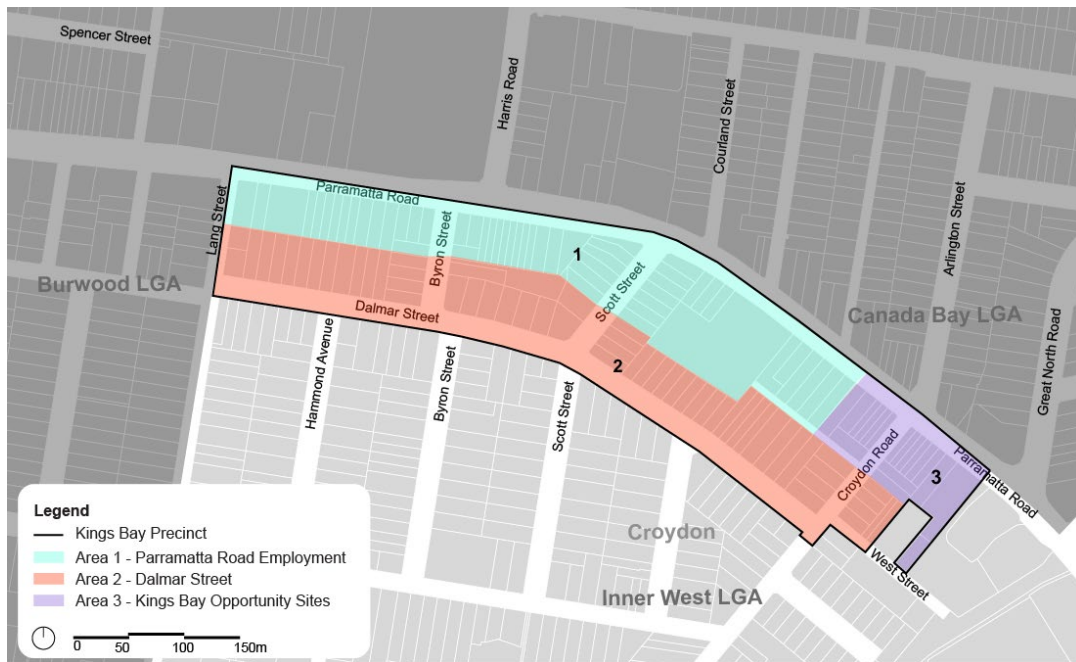 Spencer Street
Harris Road
Courland Street
Parramatta Road
Lang Street
Byron Street
1
Scott Street
Arlington Street
Burwood LGA
Canada Bay LGA
Dalmar Street
Great North Road
Hammond Avenue
Byron Street
Scott Street
2
Croydon Road
3
Parramatta Road
Croydon
West Street
Inner West LGA
Legend
Kings Bay Precinct
Area 1 - Parramatta Road Employment
Area 2 - Dalmar Street
Area 3 - Kings Bay Opportunity Sites
0 50 100 150m